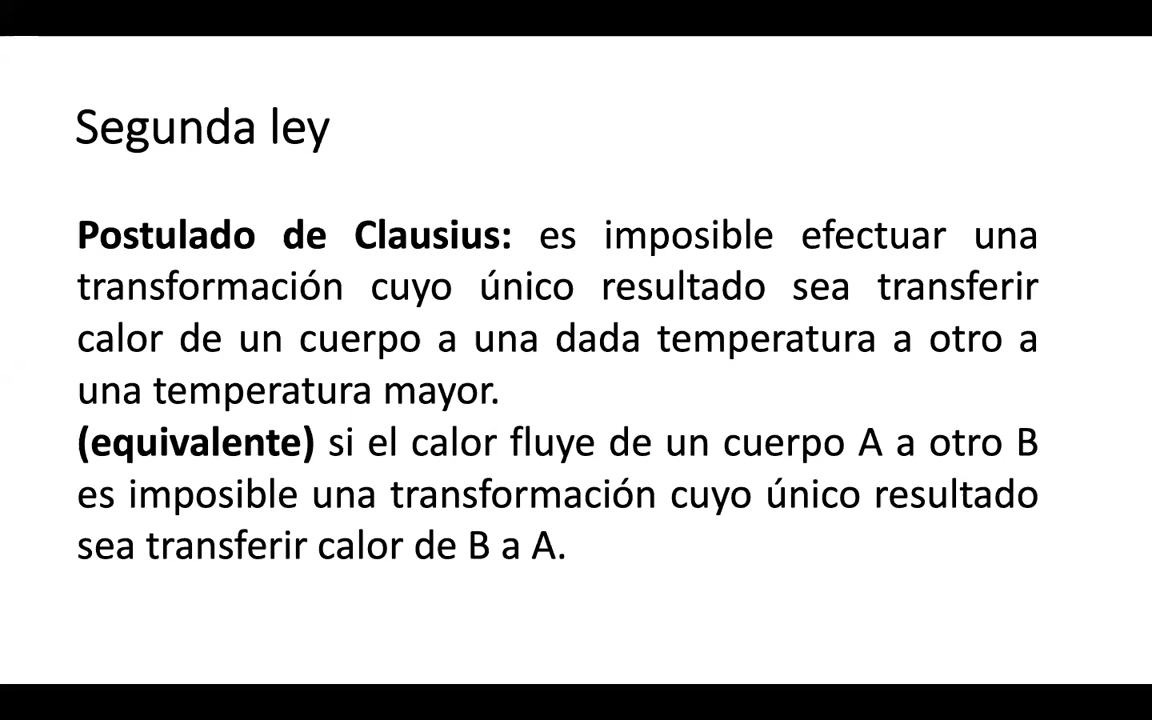 Segunda ley
Postulado de Clausius: es imposible efectuar una
transformación cuyo único resultado sea transferir
calor de un cuerpo a una dada temperatura a otro a
una temperatura mayor.
(equivalente) si el calor fluye de un cuerpo A a otro B
es imposible una transformación cuyo único resultado
sea transferir calor de B a A.